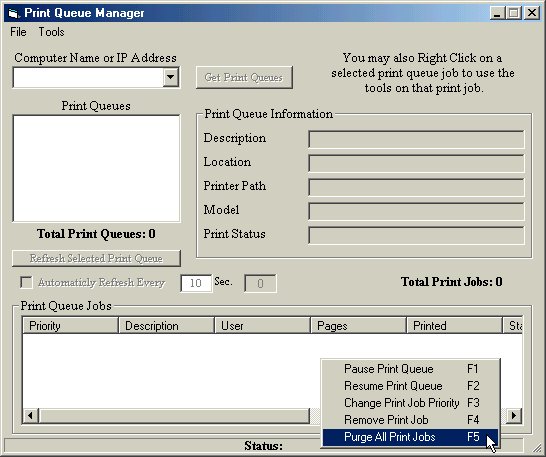 Print Queue Manager
File Tools
Computer Name or IP Address
Get Print Queues
You may also Right Click on a
selected print queue job to use the
tools on that print job.
Print Queues
Total Print Queues: 0
Refresh Selected Print Queue
Print Queue Information
Description
Location
Printer Path
Model
Print Status
Automaticly Refresh Every 10 Sec. 0
Total Print Jobs: 0
Print Queue Jobs
Priority Description User Pages Printed Sta
Pause Print Queue F1
Resume Print Queue F2
Change Print Job Priority F3
Remove Print Job F4
Purge All Print Jobs F5
Status: